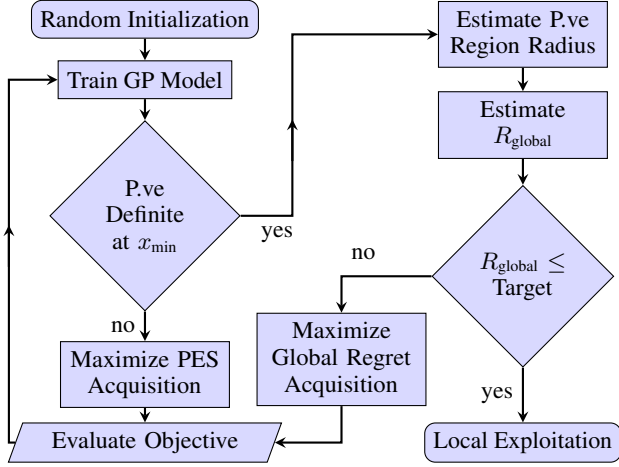 Random Initialization
Train GP Model
P.ve
Definite
at x_min
yes
no
Maximize PES
Acquisition
Evaluate Objective
Estimate P.ve
Region Radius
Estimate
R_global
R_global ≤
Target
no
Maximize
Global Regret
Acquisition
yes
Local Exploitation